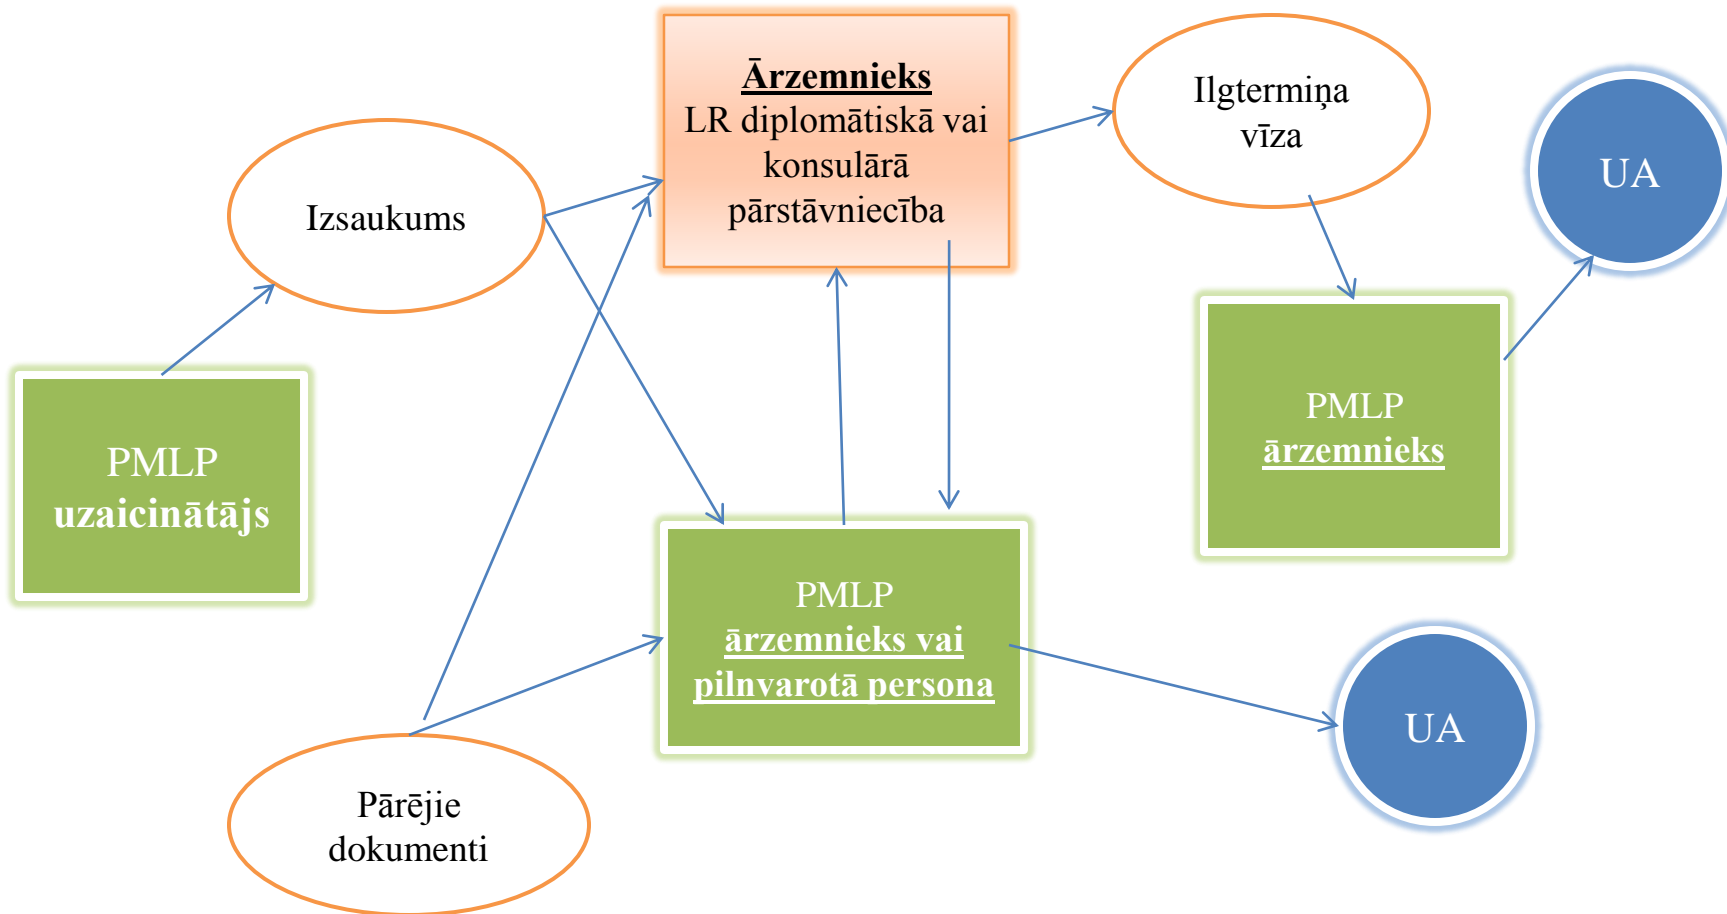 Ārzemnieks
LR diplomātiskā vai
konsulārā
pārstāvniecība
Ilgtermiņa
vīza
UA
Izsaukums
PMLP
uzaicinātājs
PMLP
ārzemnieks
PMLP
ārzemnieks vai
pilnvarotā persona
UA
Pārējie
dokumenti